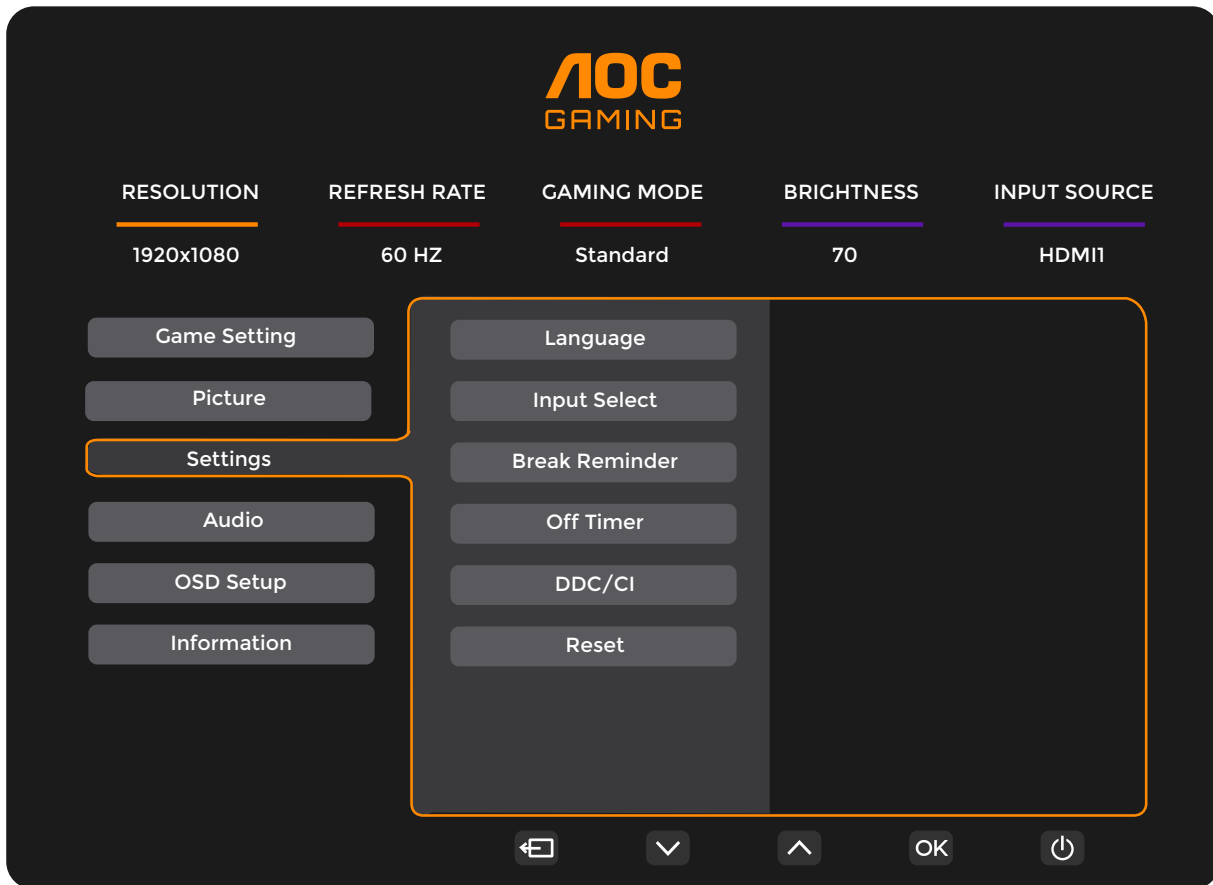 AOC
GAMING
RESOLUTION REFRESH RATE GAMING MODE BRIGHTNESS INPUT SOURCE
1920x1080 60 HZ Standard 70 HDMI1
Game Setting Language
Picture Input Select
Settings Break Reminder
Audio Off Timer
OSD Setup DDC/CI
Information Reset
OK